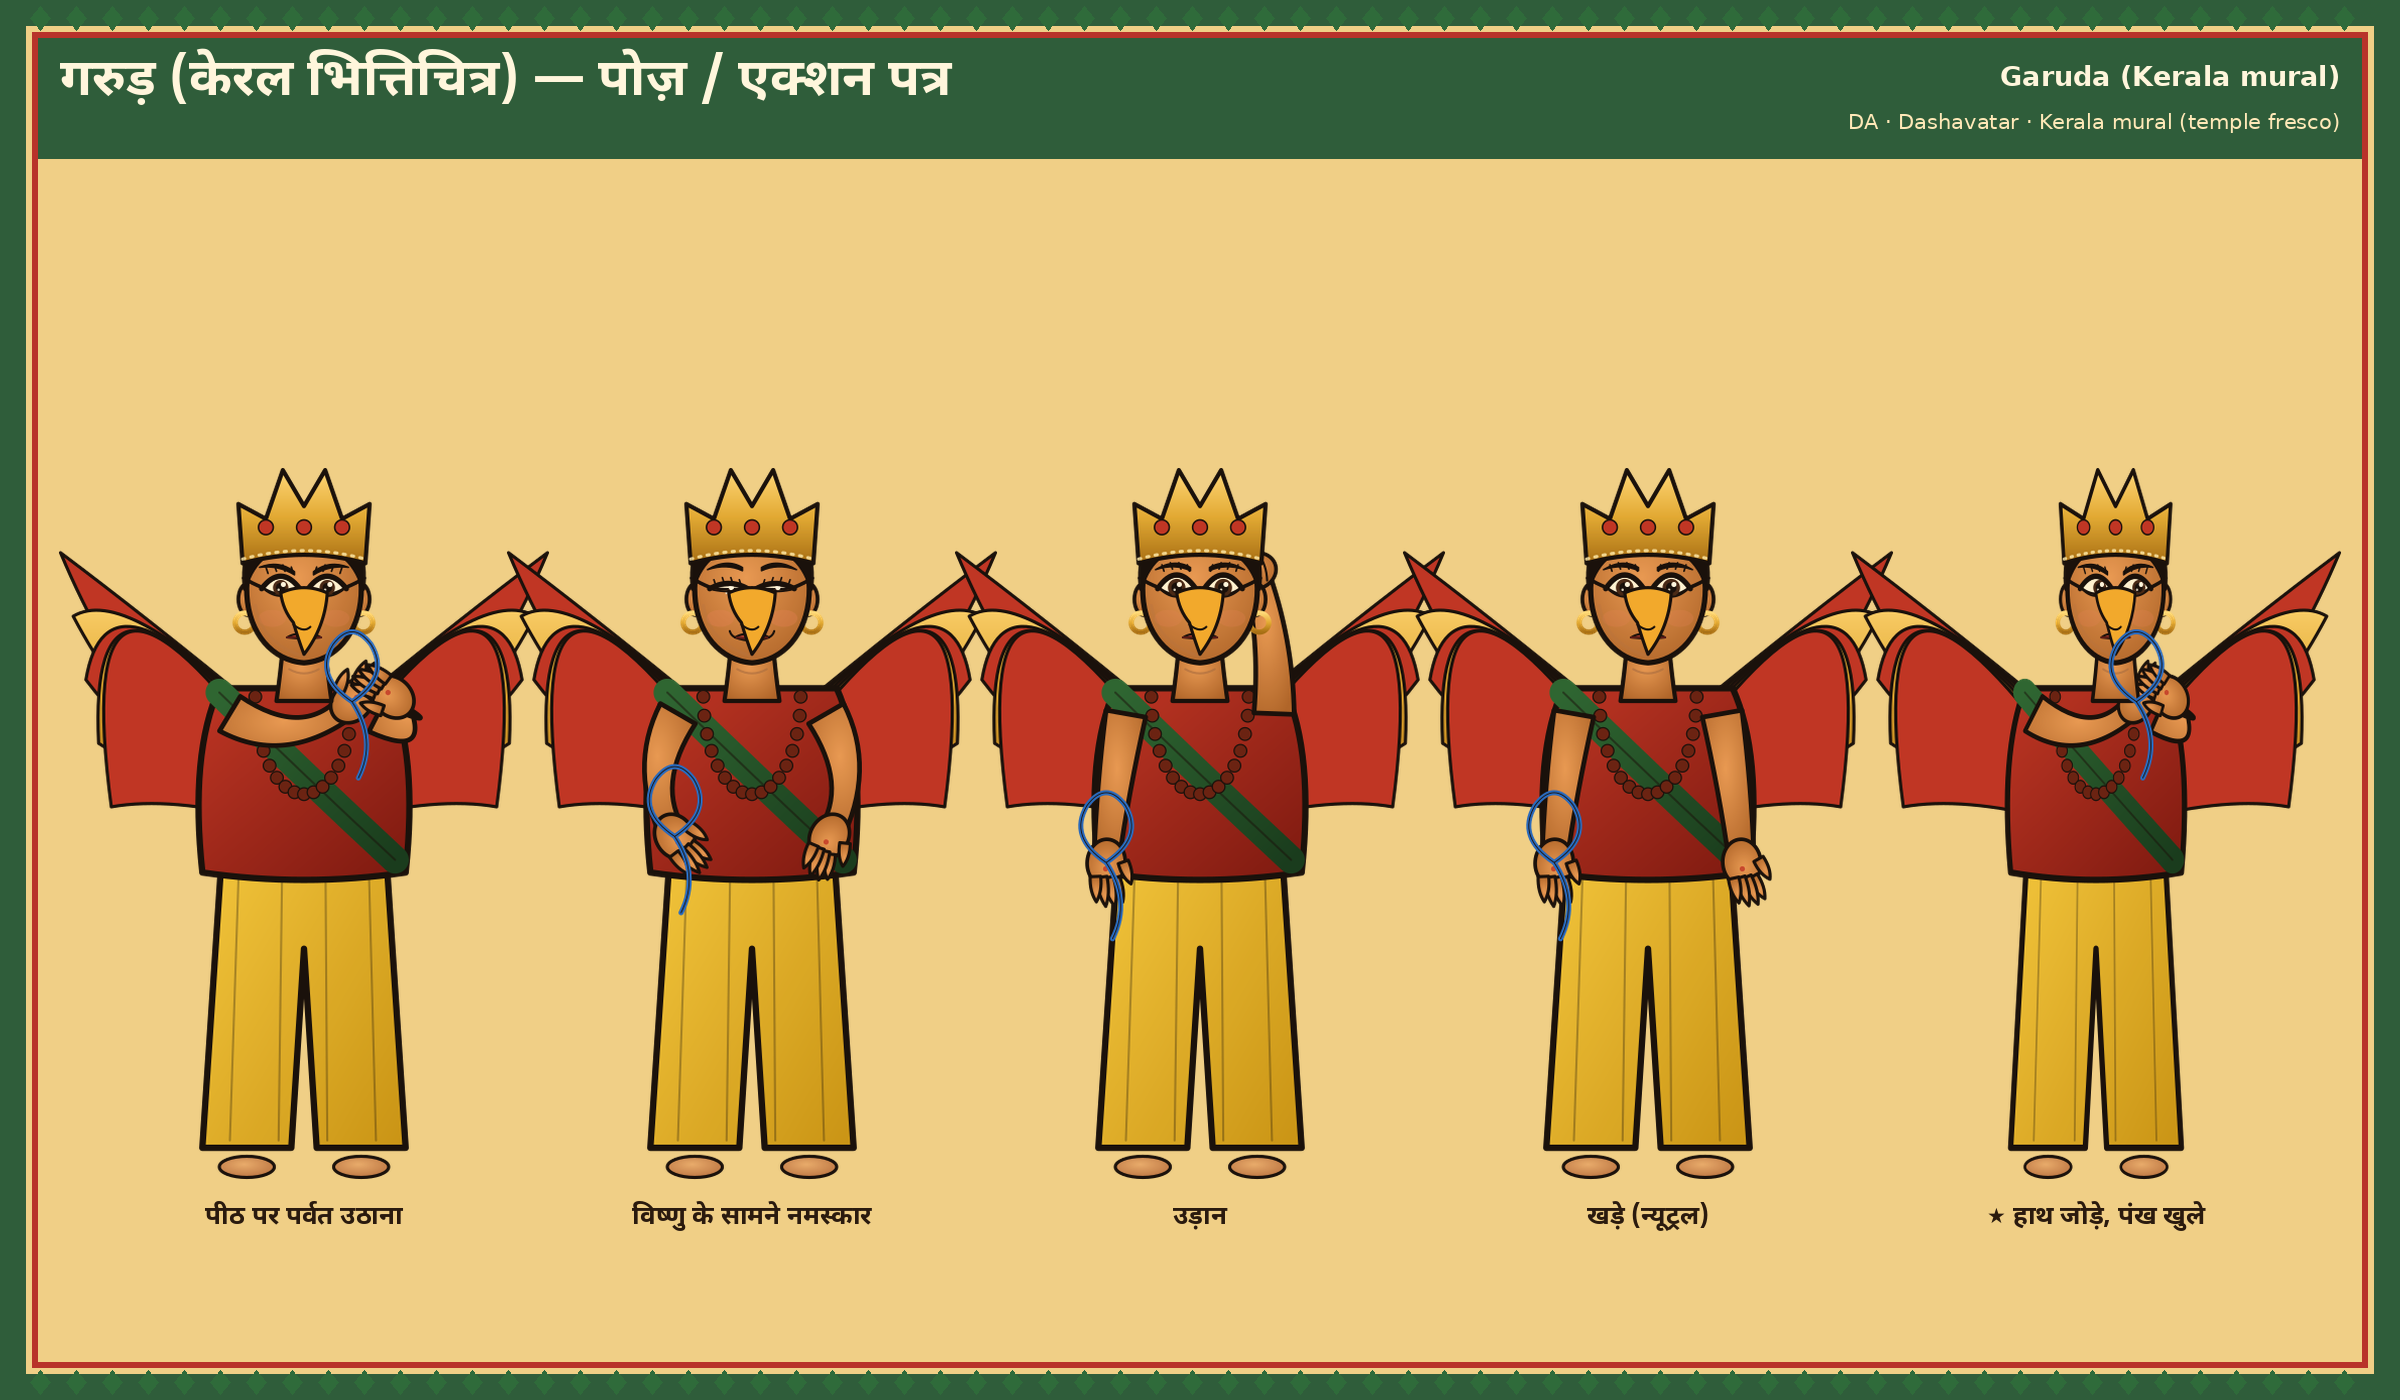 गरुड़ (केरल भित्तिचित्र) — पोज़ / एक्शन पत्र
Garuda (Kerala mural)
DA · Dashavatar · Kerala mural (temple fresco)
पीठ पर पर्वत उठाना
विष्णु के सामने नमस्कार
उड़ान
खड़े (न्यूट्रल)
★ हाथ जोड़े, पंख खुले